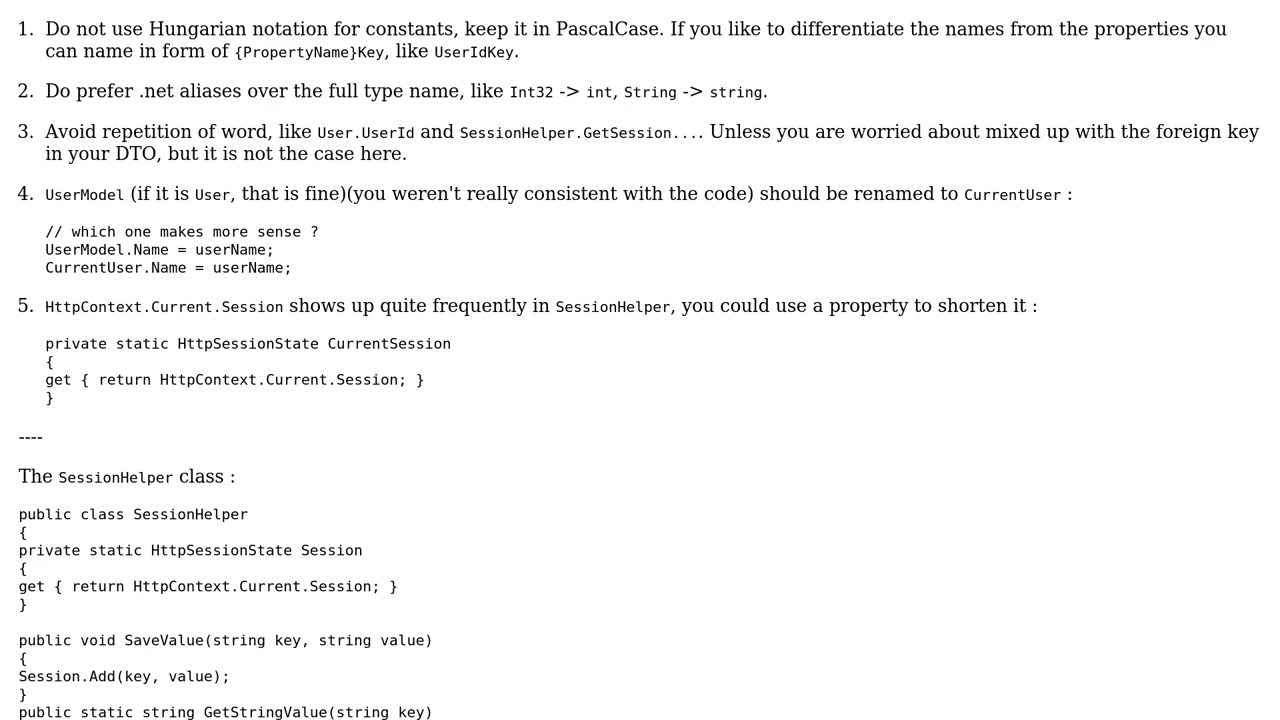 1. Do not use Hungarian notation for constants, keep it in PascalCase. If you like to differentiate the names from the properties you
can name in form of {PropertyName}Key, like UserIdKey.
2. Do prefer .net aliases over the full type name, like Int32 -> int, String -> string.
3. Avoid repetition of word, like User.UserId and SessionHelper.GetSession.... Unless you are worried about mixed up with the foreign key
in your DTO, but it is not the case here.
4. UserModel (if it is User, that is fine)(you weren't really consistent with the code) should be renamed to CurrentUser :
// which one makes more sense ?
UserModel.Name = userName;
CurrentUser.Name = userName;
5. HttpContext.Current.Session shows up quite frequently in SessionHelper, you could use a property to shorten it :
private static HttpSessionState CurrentSession
{
get { return HttpContext.Current.Session; }
}
----
The SessionHelper class :
public class SessionHelper
{
private static HttpSessionState Session
{
get { return HttpContext.Current.Session; }
}
public void SaveValue(string key, string value)
{
Session.Add(key, value);
}
public static string GetStringValue(string key)